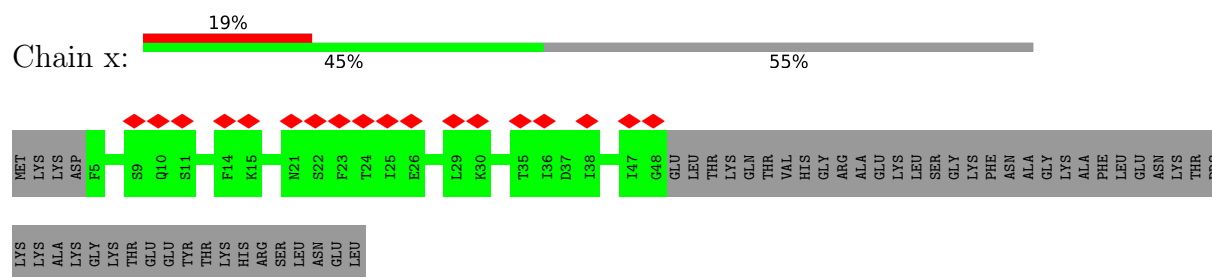 19%
Chain x:
45% 55%
MET LYS LYS ASP F5 S9 Q10 S11 F14 K15 N21 S22 F23 T24 I25 E26 L29 K30 T35 I36 D37 I38 I47 G48 GLU LEU THR LYS GLN THR VAL HIS GLY ARG ALA GLU LYS LEU SER GLY LYS PHE ASN ALA GLY LYS ALA PHE LEU GLU ASN LYS THR
LYS LYS ALA LYS GLY LYS THR GLU GLU TYR THR LYS HIS ARG SER LEU ASN GLU LEU